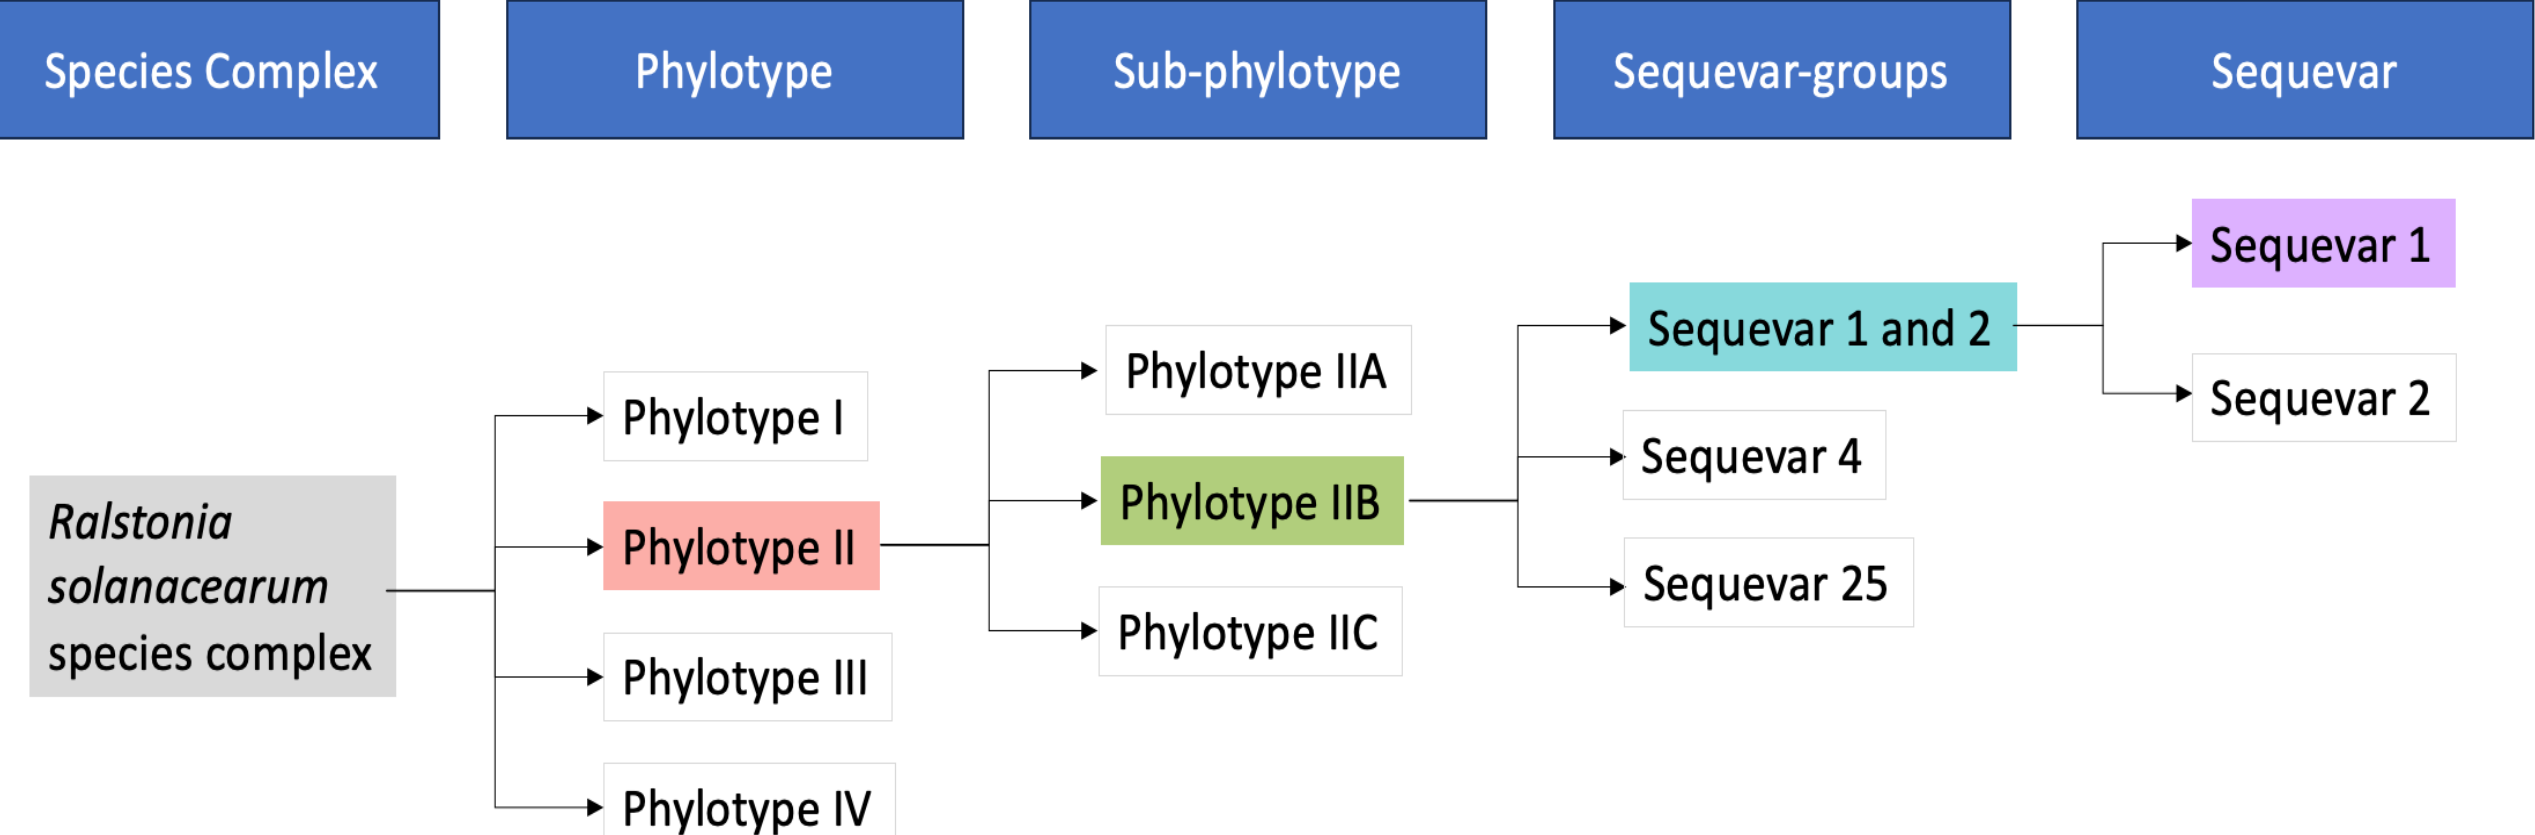 Species Complex
Phylotype
Sub-phylotype
Sequevar-groups
Sequevar
Ralstonia
solanacearum
species complex
Phylotype I
Phylotype II
Phylotype III
Phylotype IV
Phylotype IIA
Phylotype IIB
Phylotype IIC
Sequevar 1 and 2
Sequevar 4
Sequevar 25
Sequevar 1
Sequevar 2